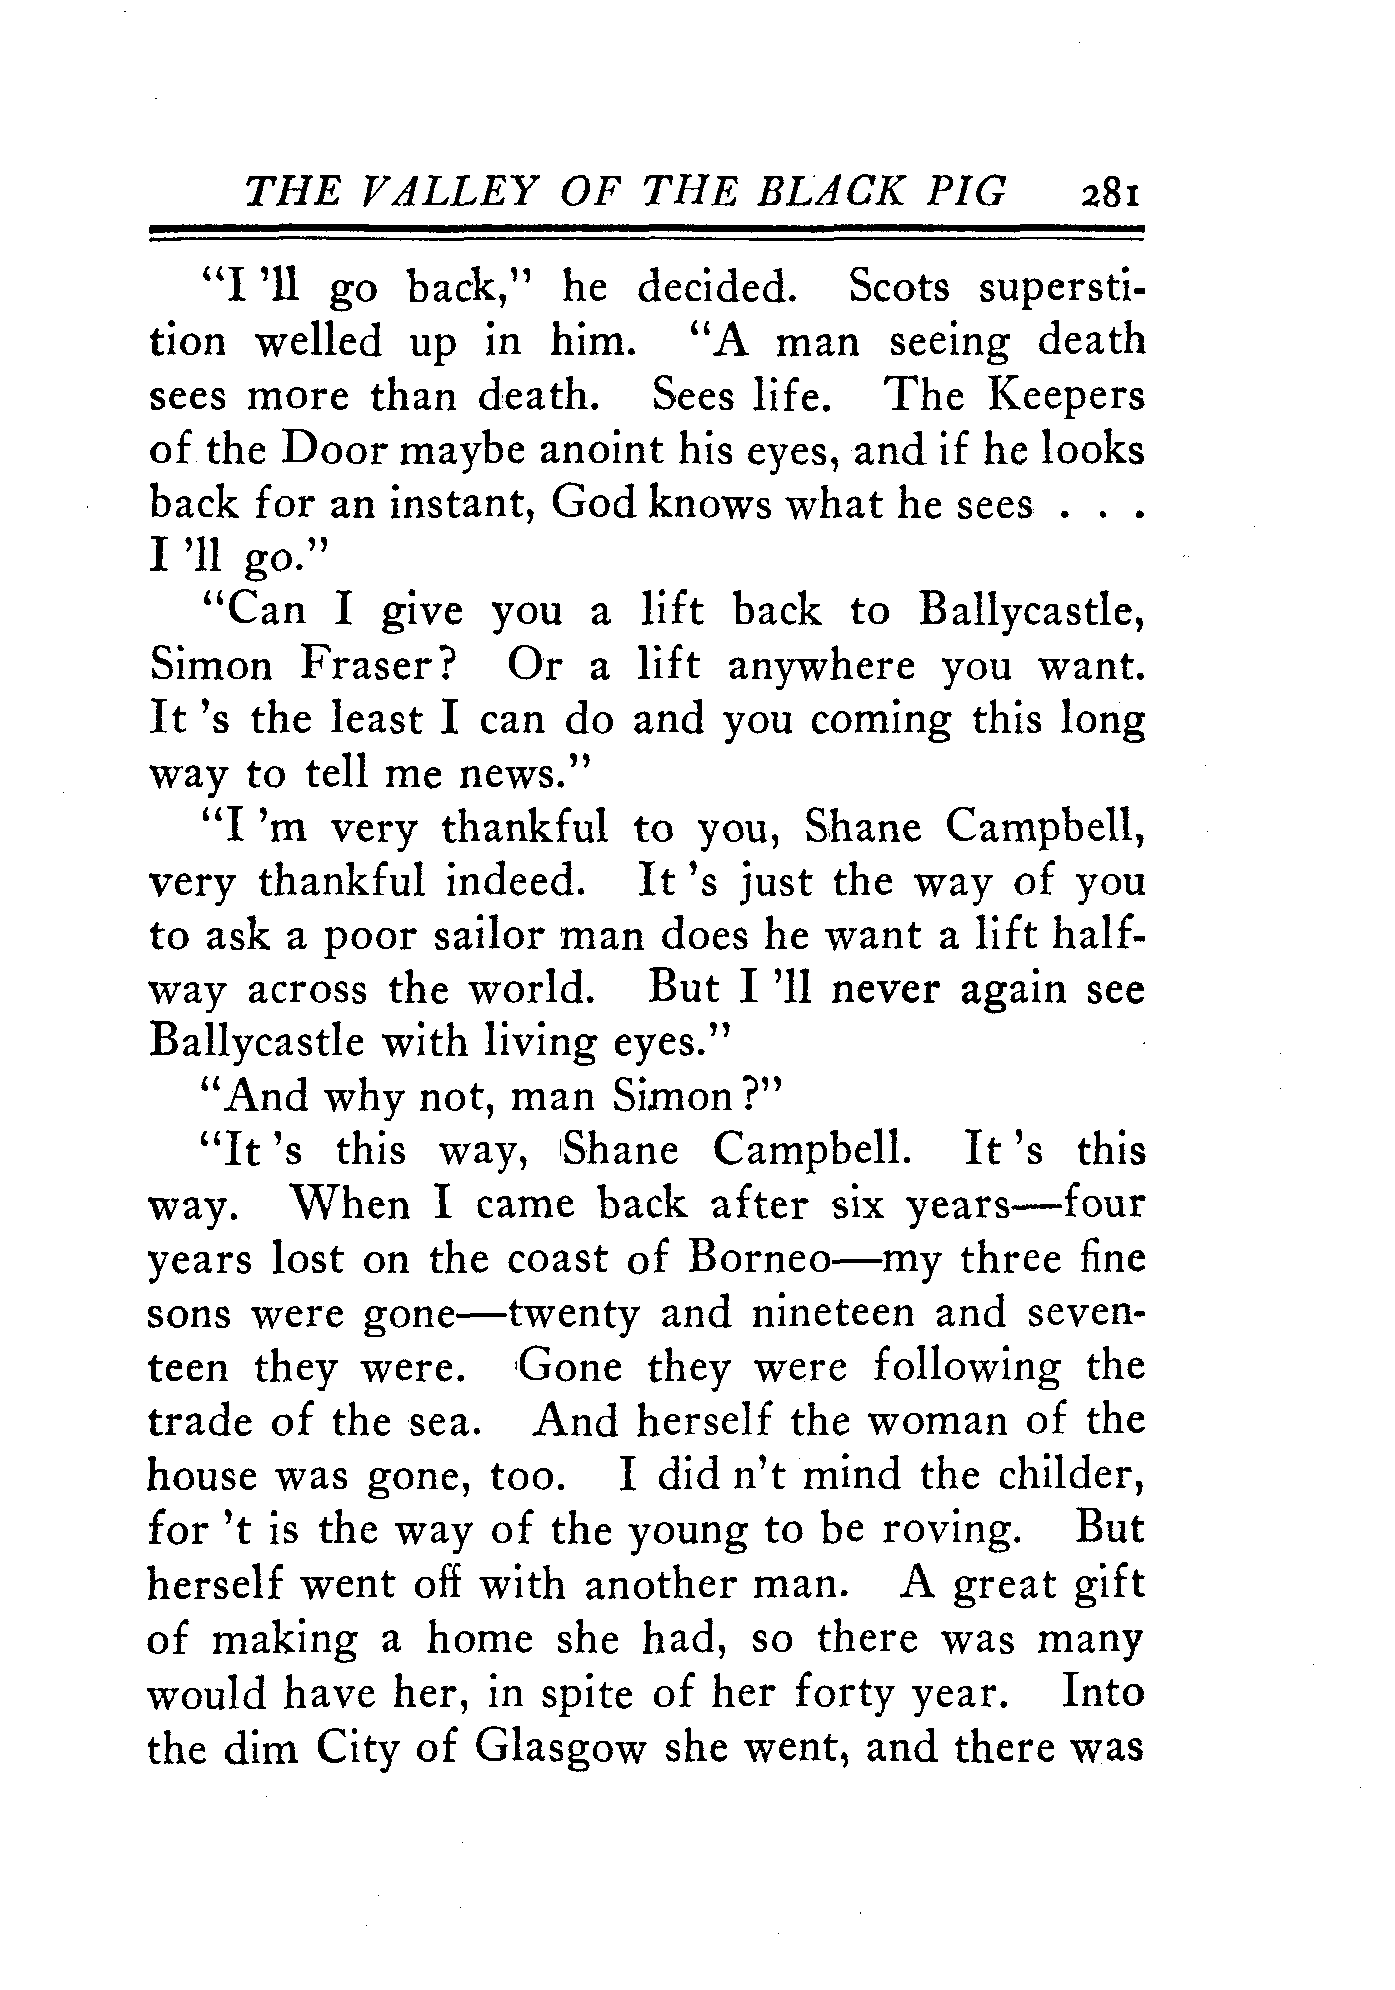 THE VALLEY OF THE BLACK PIG 281
"I 'll go back," he decided. Scots supersti-
tion welled up in him. "A man seeing death
sees more than death. Sees life. The Keepers
of the Door maybe anoint his eyes, and if he looks
back for an instant, God knows what he sees . . .
I 'll go."
"Can I give you a lift back to Ballycastle,
Simon Fraser? Or a lift anywhere you want.
It 's the least I can do and you coming this long
way to tell me news."
"I 'm very thankful to you, Shane Campbell,
very thankful indeed. It 's just the way of you
to ask a poor sailor man does he want a lift half-
way across the world. But I 'll never again see
Ballycastle with living eyes."
"And why not, man Simon?"
"It 's this way, Shane Campbell. It 's this
way. When I came back after six years—four
years lost on the coast of Borneo—my three fine
sons were gone—twenty and nineteen and seven-
teen they were. Gone they were following the
trade of the sea. And herself the woman of the
house was gone, too. I did n't mind the childer,
for 't is the way of the young to be roving. But
herself went off with another man. A great gift
of making a home she had, so there was many
would have her, in spite of her forty year. Into
the dim City of Glasgow she went, and there was